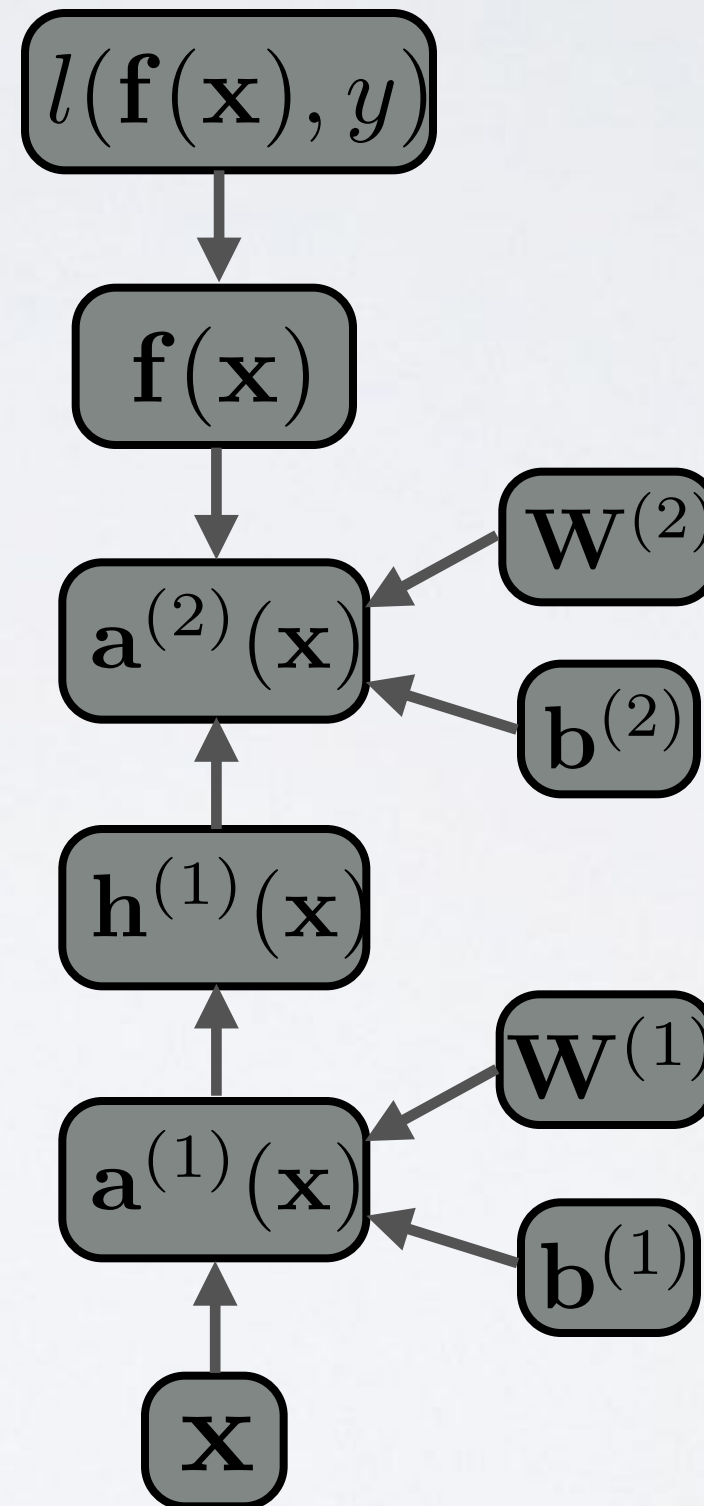 l(f(x), y)
f(x)
W^(2)
a^(2)(x)
b^(2)
h^(1)(x)
W^(1)
a^(1)(x)
b^(1)
x